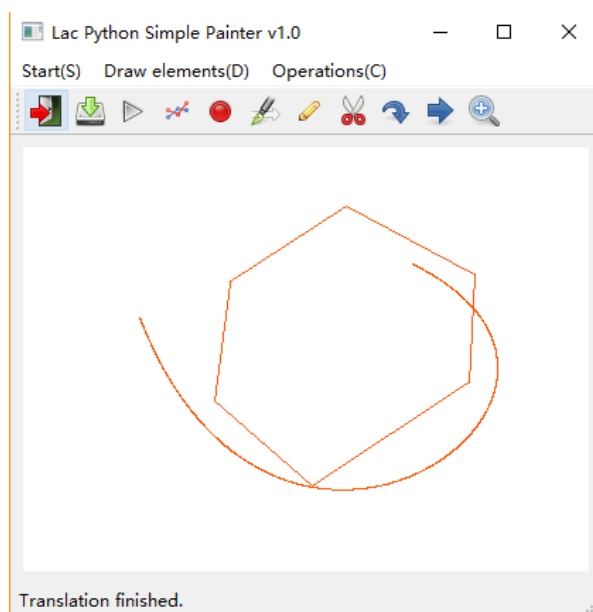 Lac Python Simple Painter v1.0
Start(S) Draw elements(D) Operations(C)
Translation finished.